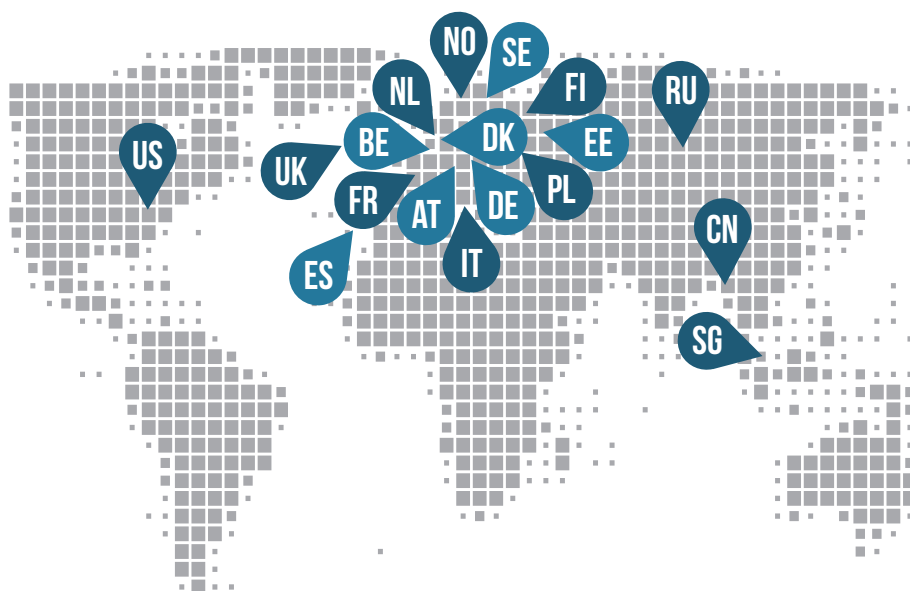 NO
SE
NL
FI
RU
BE
DK
EE
US
UK
FR
AT
DE
PL
CN
IT
ES
SG